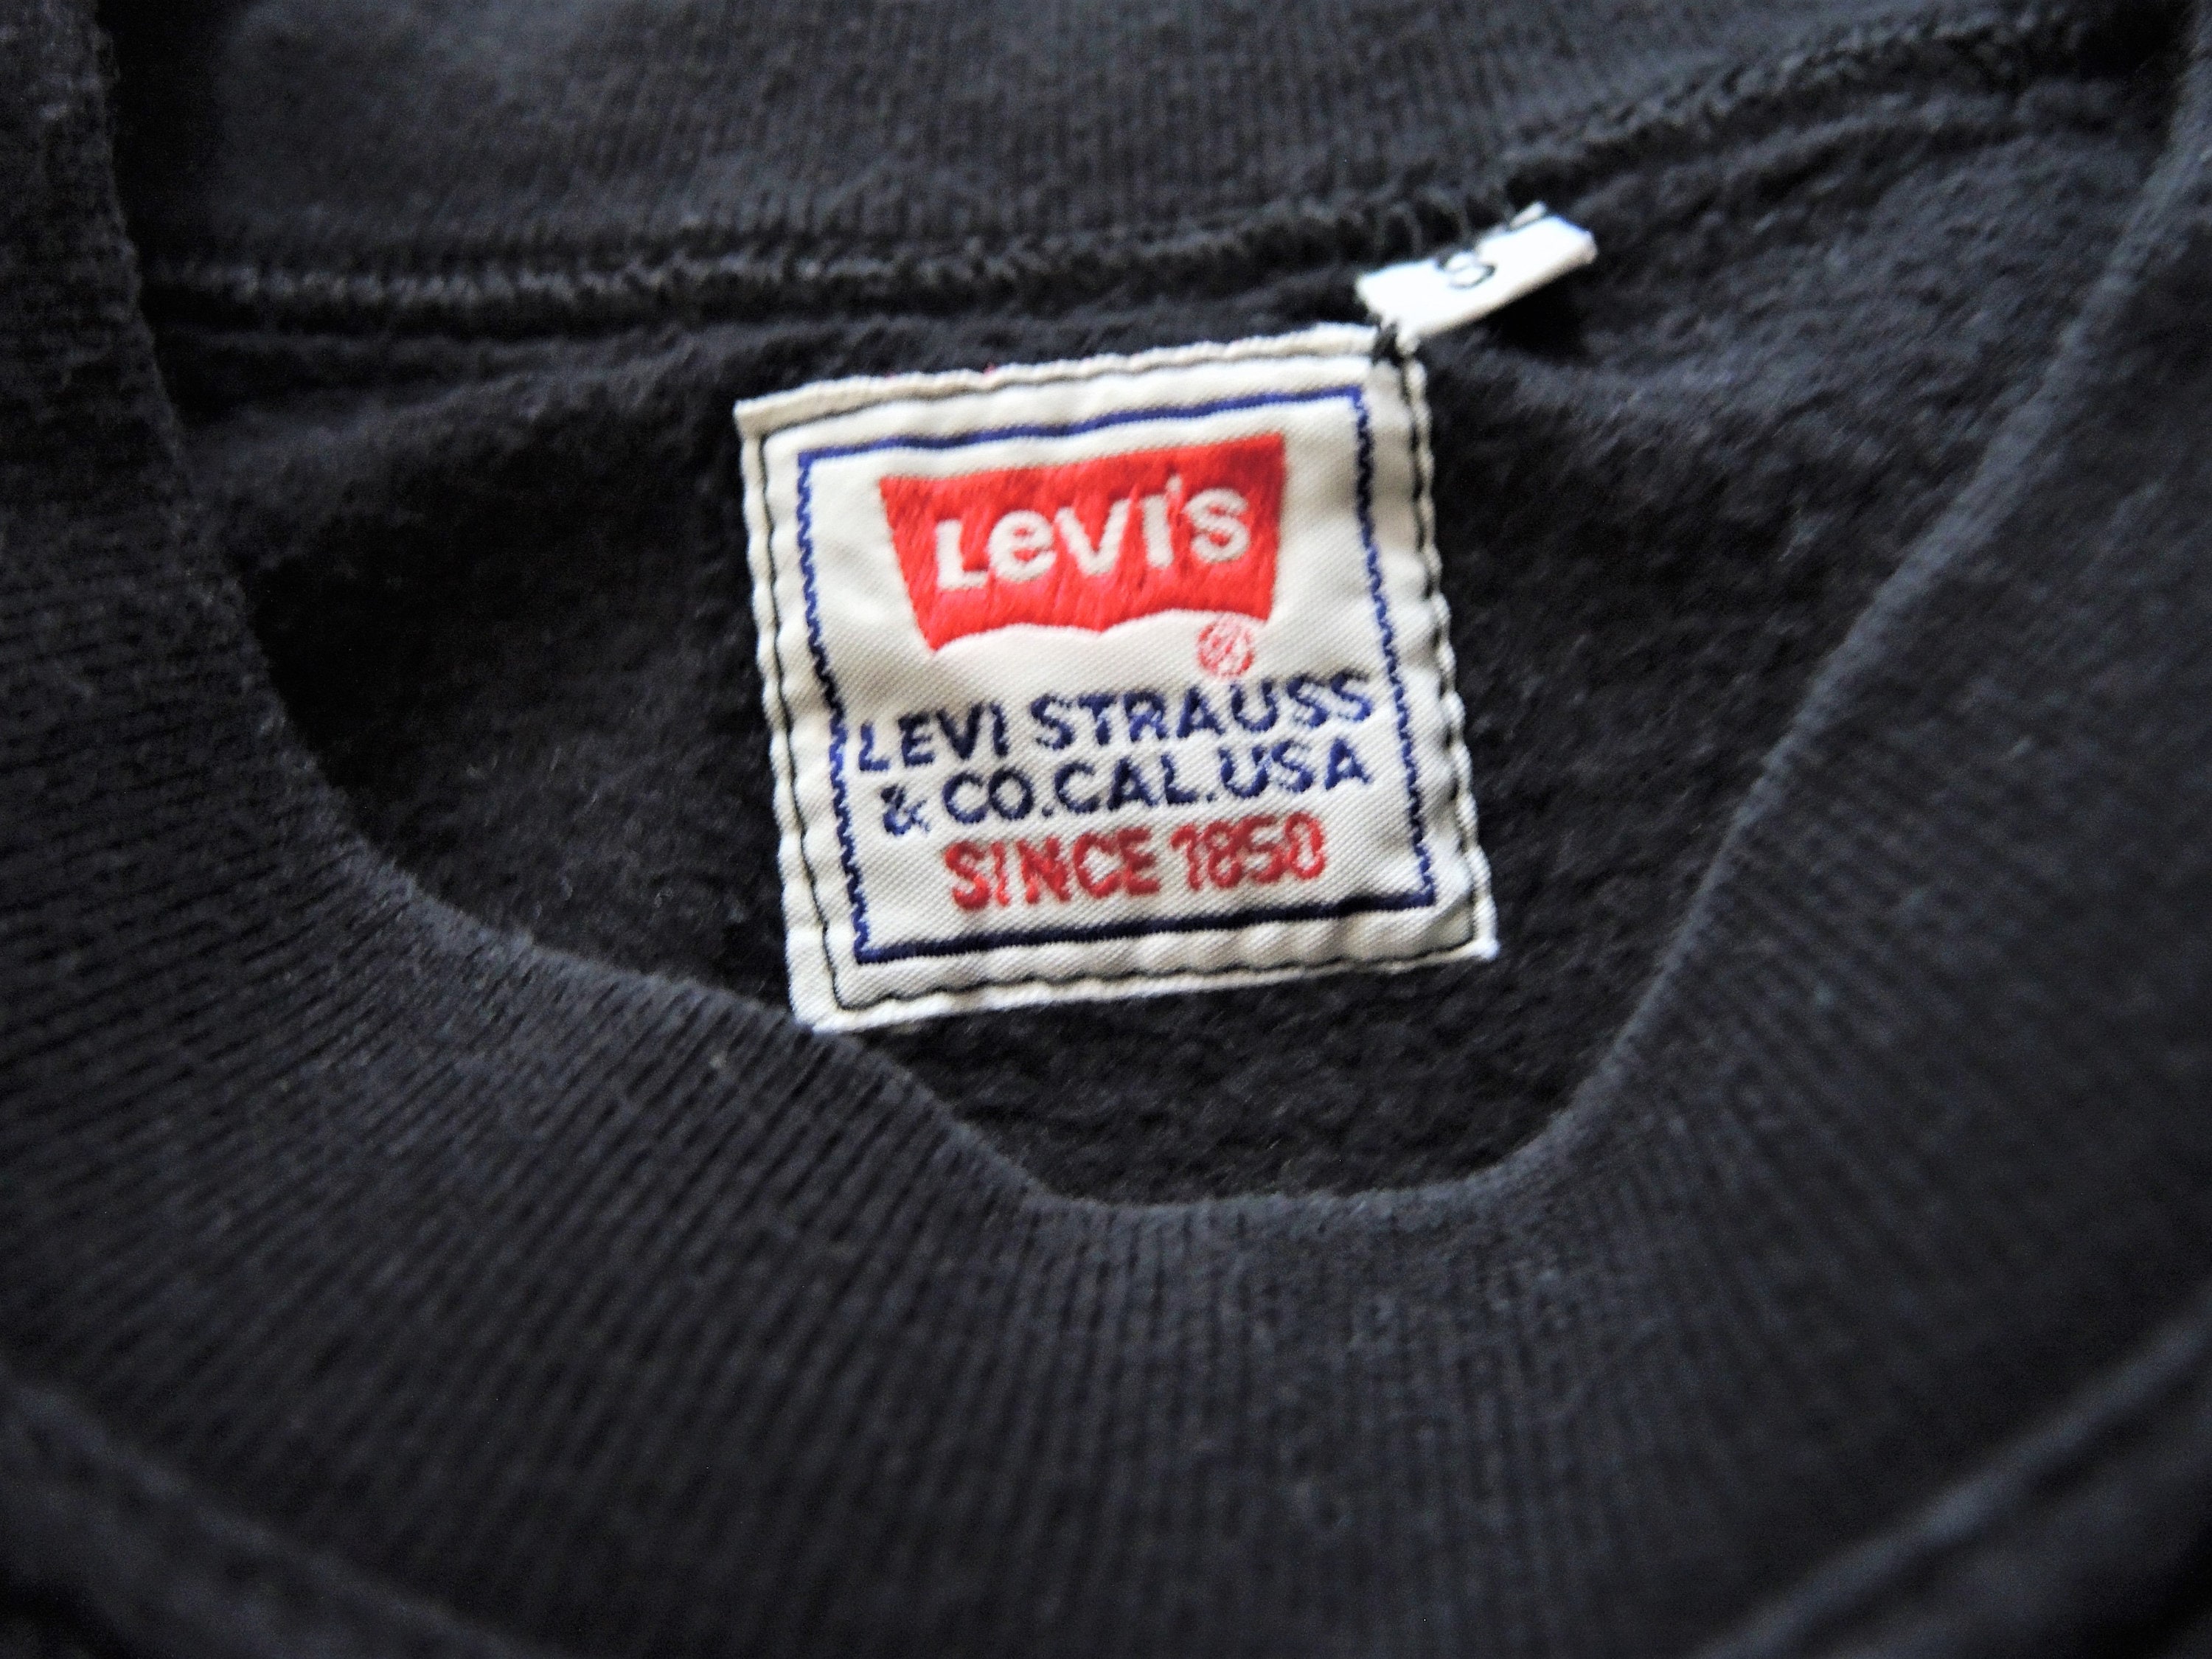 S
Levi's
®
LEVI STRAUSS
& CO.CAL.USA
SINCE 1850